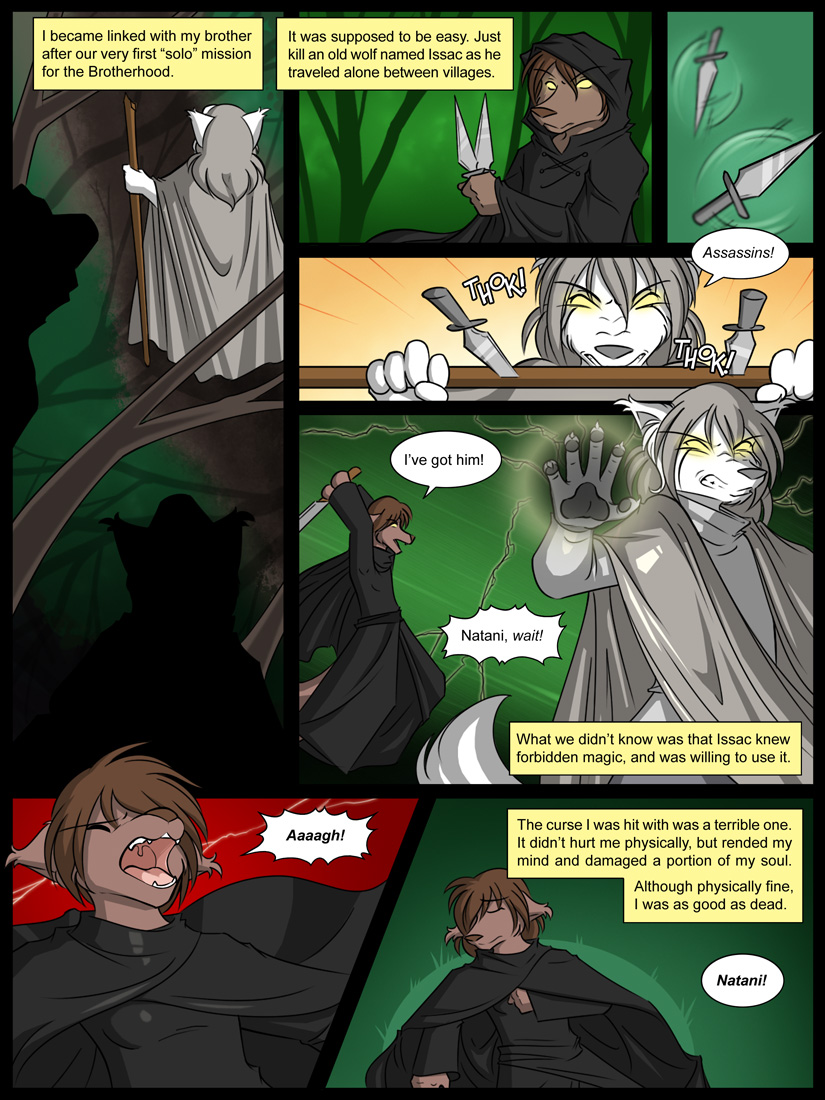 I became linked with my brother
after our very first “solo” mission
for the Brotherhood.
It was supposed to be easy. Just
kill an old wolf named Issac as he
traveled alone between villages.
Assassins!
THOK!
THOK!
I’ve got him!
Natani, wait!
What we didn’t know was that Issac knew
forbidden magic, and was willing to use it.
Aaaagh!
The curse I was hit with was a terrible one.
It didn’t hurt me physically, but rended my
mind and damaged a portion of my soul.
Although physically fine,
I was as good as dead.
Natani!